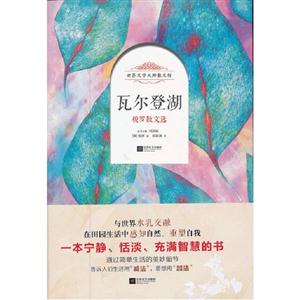 世界文学大师散文馆
瓦尔登湖
梭罗散文选
与世界水乳交融
在田园生活中感知自然，重塑自我
一本宁静、恬淡、充满智慧的书
通过简单生活的美妙细节
告诉人们生活用“减法”，思想用“加法”